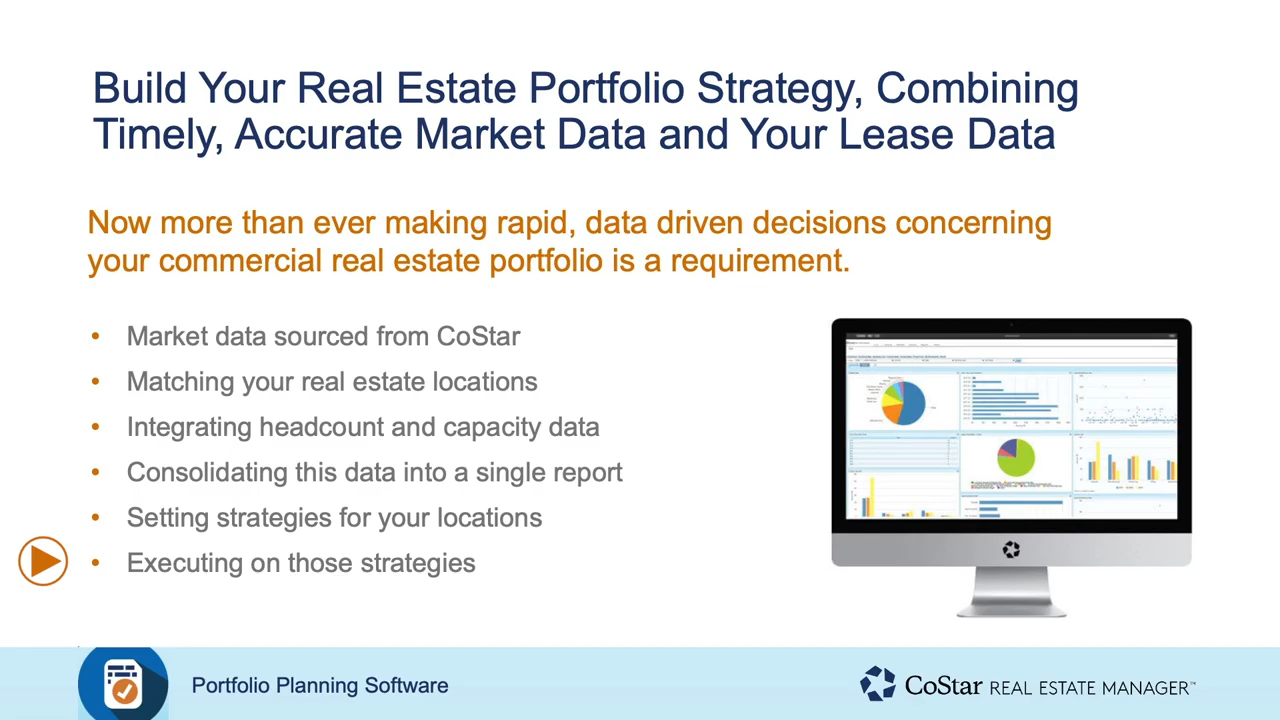 Build Your Real Estate Portfolio Strategy, Combining
Timely, Accurate Market Data and Your Lease Data
Now more than ever making rapid, data driven decisions concerning
your commercial real estate portfolio is a requirement.
• Market data sourced from CoStar
• Matching your real estate locations
• Integrating headcount and capacity data
• Consolidating this data into a single report
• Setting strategies for your locations
• Executing on those strategies
Portfolio Planning Software
CoStar REAL ESTATE MANAGER™